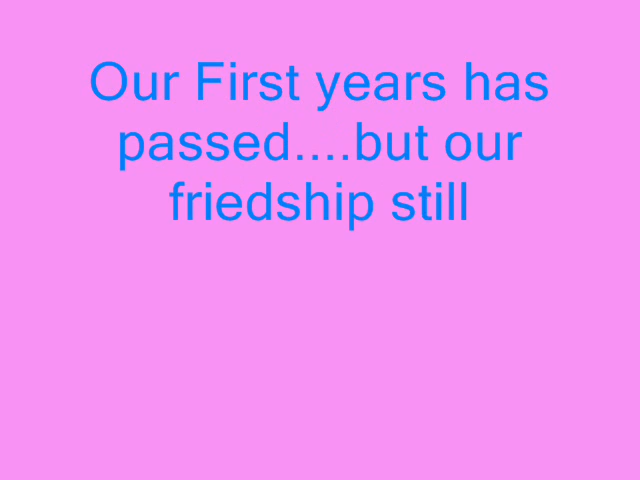 Our First years has
passed....but our
friedship still